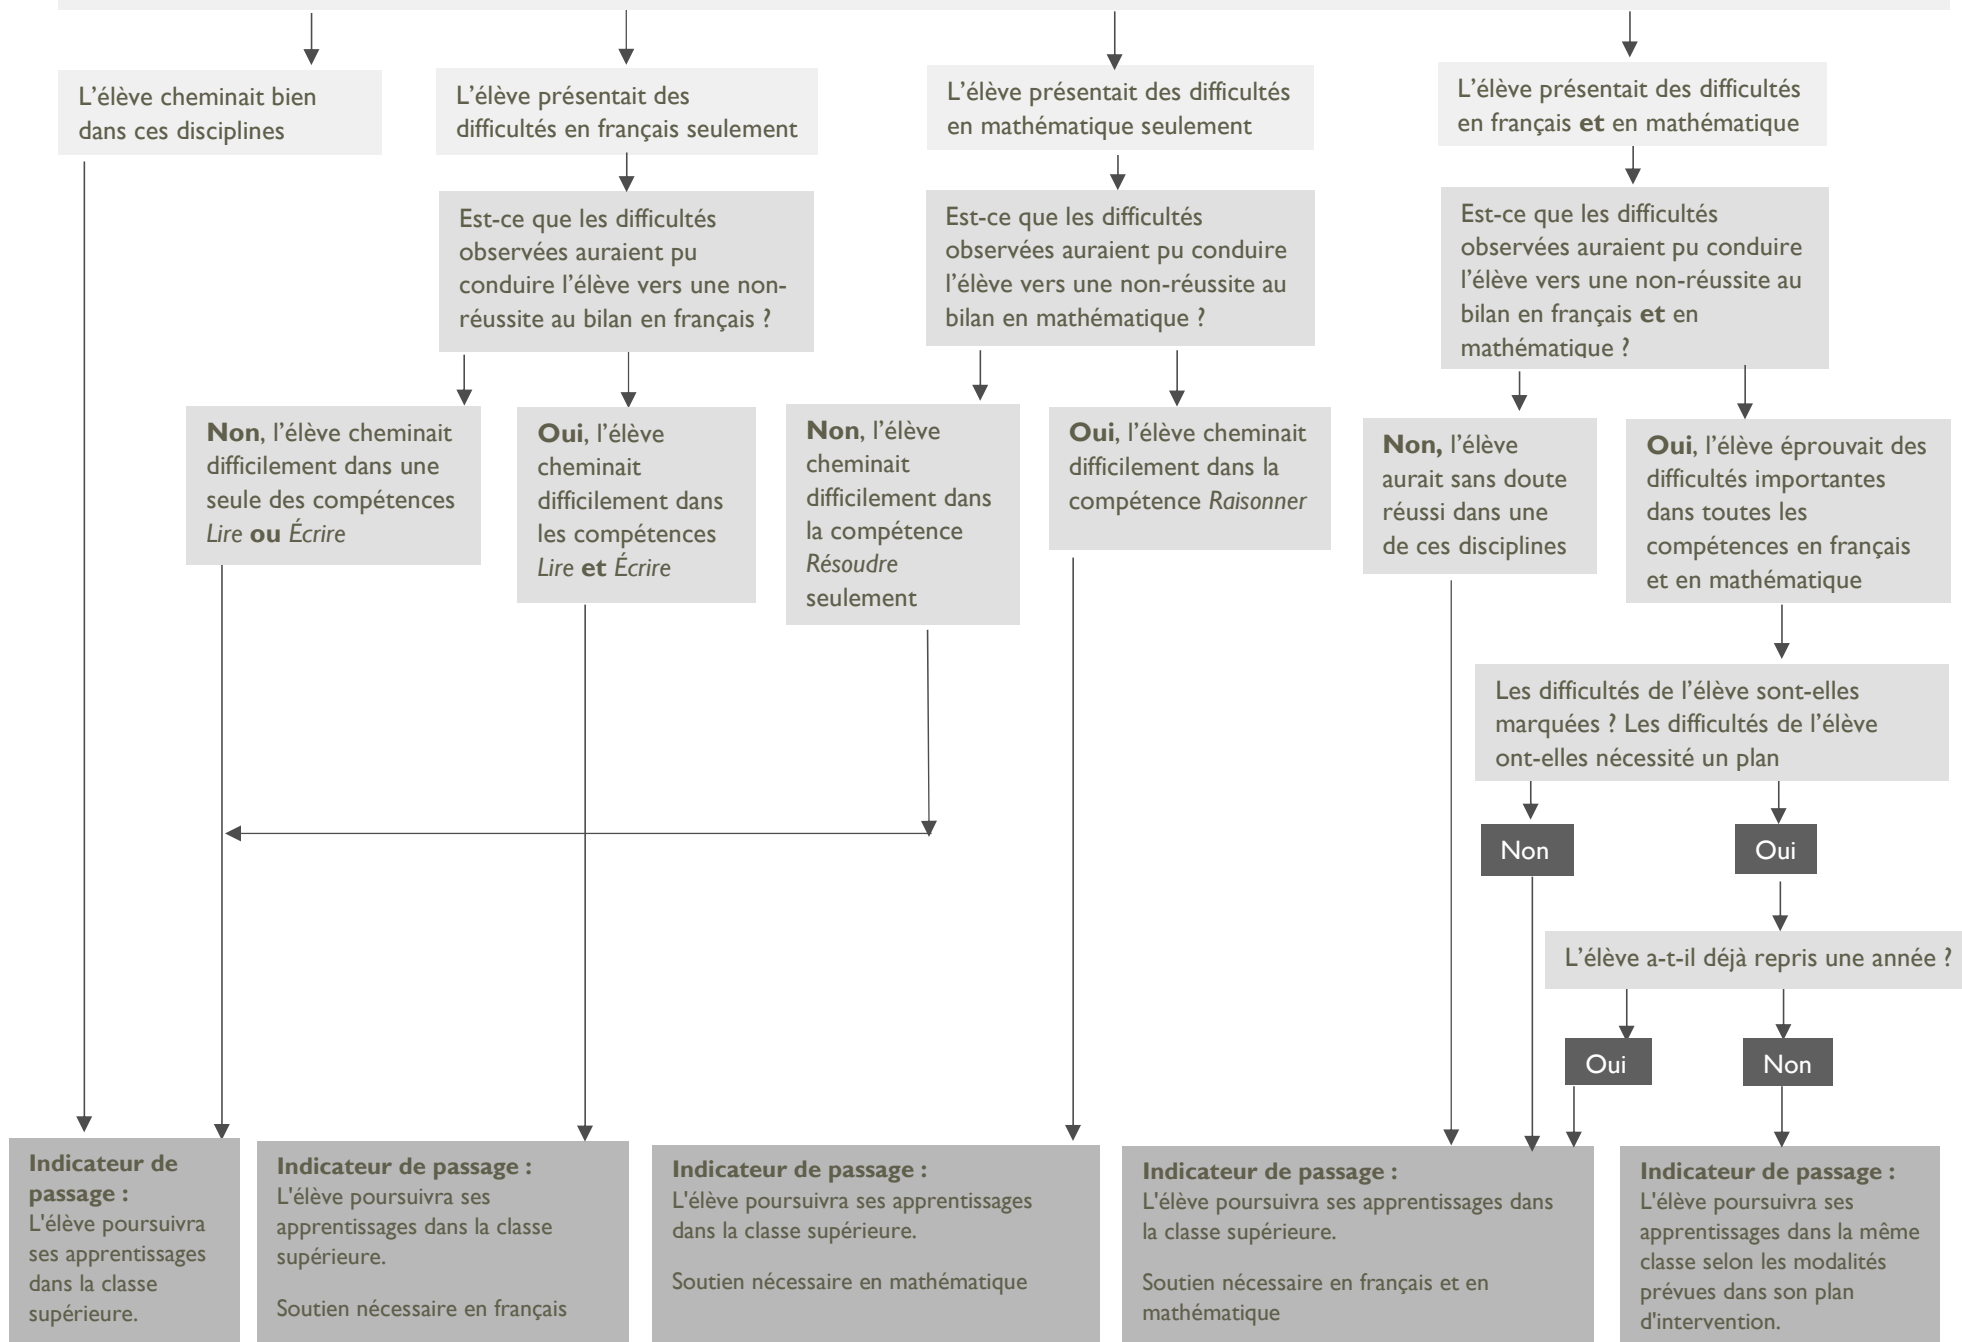 L'élève cheminait bien
dans ces disciplines
L'élève présentait des
difficultés en français seulement
L'élève présentait des difficultés
en mathématique seulement
L'élève présentait des difficultés
en français et en mathématique
Est-ce que les difficultés
observées auraient pu
conduire l'élève vers une non-
réussite au bilan en français ?
Est-ce que les difficultés
observées auraient pu conduire
l'élève vers une non-réussite au
bilan en mathématique ?
Est-ce que les difficultés
observées auraient pu conduire
l'élève vers une non-réussite au
bilan en français et en
mathématique ?
Non, l'élève cheminait
difficilement dans une
seule des compétences
Lire ou Écrire
Oui, l'élève
cheminait
difficilement dans
les compétences
Lire et Écrire
Non, l'élève
cheminait
difficilement dans
la compétence
Résoudre
seulement
Oui, l'élève cheminait
difficilement dans la
compétence Raisonner
Non, l'élève
aurait sans doute
réussi dans une
de ces disciplines
Oui, l'élève éprouvait des
difficultés importantes
dans toutes les
compétences en français
et en mathématique
Les difficultés de l'élève sont-elles
marquées ? Les difficultés de l'élève
ont-elles nécessité un plan
Non
Oui
L'élève a-t-il déjà repris une année ?
Oui
Non
Indicateur de
passage :
L'élève poursuivra
ses apprentissages
dans la classe
supérieure.
Indicateur de passage :
L'élève poursuivra ses
apprentissages dans la classe
supérieure.
Soutien nécessaire en français
Indicateur de passage :
L'élève poursuivra ses apprentissages
dans la classe supérieure.
Soutien nécessaire en mathématique
Indicateur de passage :
L'élève poursuivra ses apprentissages dans
la classe supérieure.
Soutien nécessaire en français et en
mathématique
Indicateur de passage :
L'élève poursuivra ses
apprentissages dans la même
classe selon les modalités
prévues dans son plan
d'intervention.